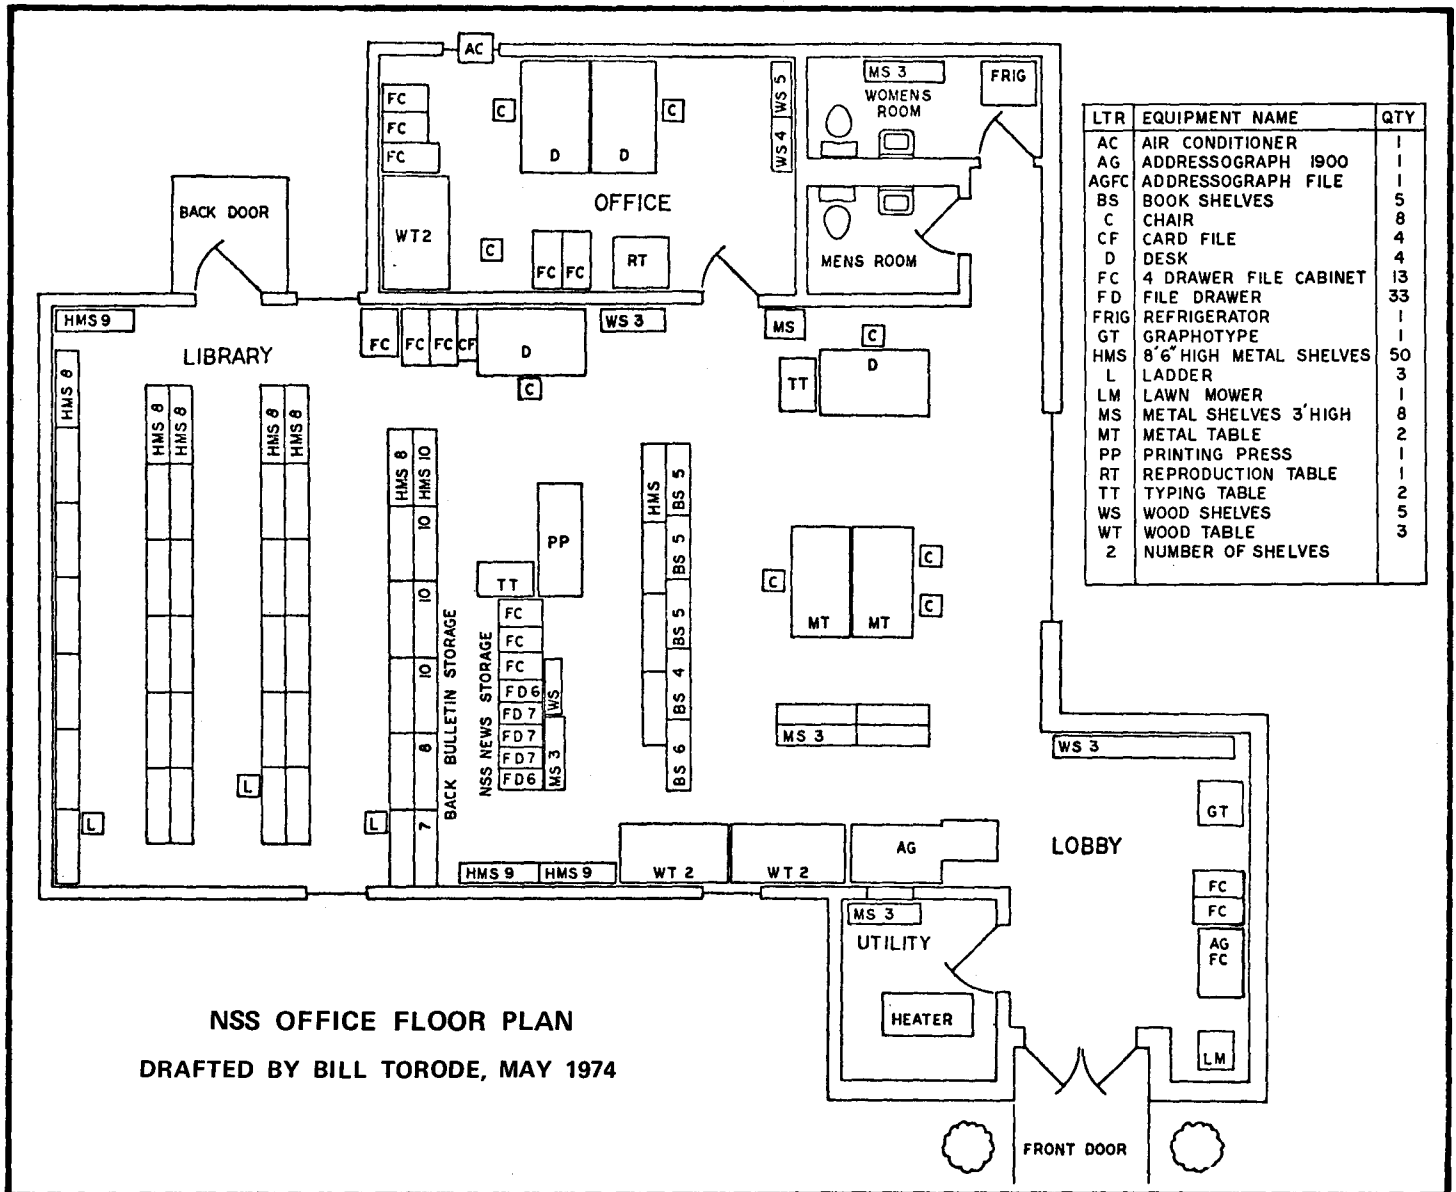 AC
FC
FC
FC
C
D
D
C
WS 5
WS 4
MS 3
WOMENS
ROOM
FRIG
OFFICE
WT2
C
FC FC
RT
MENS ROOM
BACK DOOR
LTR EQUIPMENT NAME QTY
AC AIR CONDITIONER 1
AG ADDRESSOGRAPH 1900 1
AGFC ADDRESSOGRAPH FILE 1
BS BOOK SHELVES 5
C CHAIR 8
CF CARD FILE 4
D DESK 4
FC 4 DRAWER FILE CABINET 13
FD FILE DRAWER 33
FRIG REFRIGERATOR 1
GT GRAPHOTYPE 1
HMS 8'6" HIGH METAL SHELVES 50
L LADDER 3
LM LAWN MOWER 1
MS METAL SHELVES 3' HIGH 8
MT METAL TABLE 2
PP PRINTING PRESS 1
RT REPRODUCTION TABLE 1
TT TYPING TABLE 2
WS WOOD SHELVES 5
WT WOOD TABLE 3
2 NUMBER OF SHELVES
HMS 9
LIBRARY
HMS 8
HMS 8
HMS 8
HMS 8
HMS 8
L
L
L
FC
FC FC CF
D
C
WS 3
MS
C
TT
D
HMS 8
HMS 10
10
10
10
8
7
BACK BULLETIN STORAGE
NSS NEWS STORAGE
PP
TT
FC
FC
FC
FD6
FD7
FD7
FD7
FD6
WS
MS 3
HMS
BS 5
BS 5
BS 5
BS 4
BS 6
C
MT
MT
C
C
MS 3
HMS 9
HMS 9
WT 2
WT 2
AG
WS 3
GT
LOBBY
FC
FC
AG
FC
LM
MS 3
UTILITY
HEATER
FRONT DOOR
NSS OFFICE FLOOR PLAN
DRAFTED BY BILL TORODE, MAY 1974